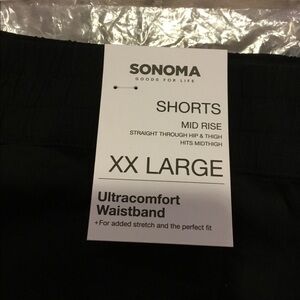 SONOMA
GOODS FOR LIFE
SHORTS
MID RISE
STRAIGHT THROUGH HIP & THIGH
HITS MIDTHIGH
XX LARGE
Ultracomfort
Waistband
+For added stretch and the perfect fit